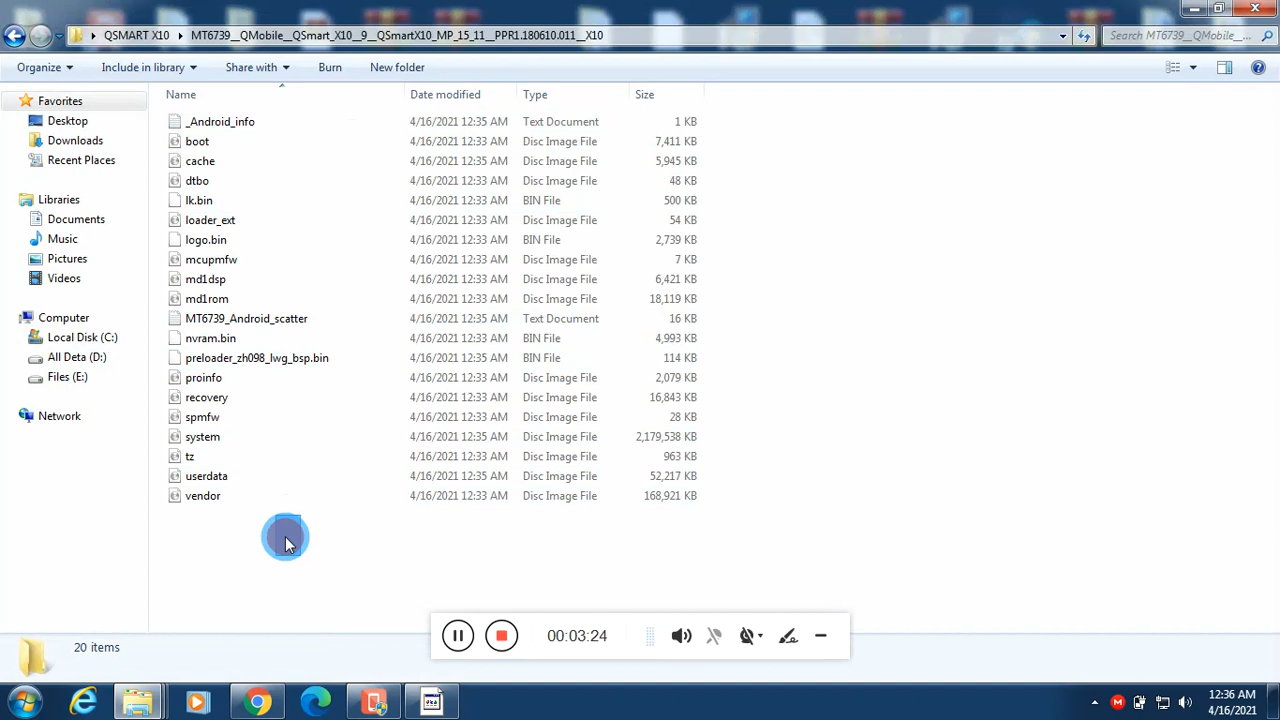 QSMART X10 MT6739__QMobile__QSmart_X10__9__QSmartX10_MP_15_11__PPR1.180610.011__X10 Search MT6739__QMobile__...
Organize Include in library Share with Burn New folder
Name Date modified Type Size
Favorites
Desktop
Downloads
Recent Places
Libraries
Documents
Music
Pictures
Videos
Computer
Local Disk (C:)
All Deta (D:)
Files (E:)
Network
_Android_info 4/16/2021 12:35 AM Text Document 1 KB
boot 4/16/2021 12:33 AM Disc Image File 7,411 KB
cache 4/16/2021 12:35 AM Disc Image File 5,945 KB
dtbo 4/16/2021 12:33 AM Disc Image File 48 KB
lk.bin 4/16/2021 12:33 AM BIN File 500 KB
loader_ext 4/16/2021 12:33 AM Disc Image File 54 KB
logo.bin 4/16/2021 12:33 AM BIN File 2,739 KB
mcupmfw 4/16/2021 12:33 AM Disc Image File 7 KB
md1dsp 4/16/2021 12:33 AM Disc Image File 6,421 KB
md1rom 4/16/2021 12:33 AM Disc Image File 18,119 KB
MT6739_Android_scatter 4/16/2021 12:35 AM Text Document 16 KB
nvram.bin 4/16/2021 12:33 AM BIN File 4,993 KB
preloader_zh098_lwg_bsp.bin 4/16/2021 12:35 AM BIN File 114 KB
proinfo 4/16/2021 12:33 AM Disc Image File 2,079 KB
recovery 4/16/2021 12:33 AM Disc Image File 16,843 KB
spmfw 4/16/2021 12:33 AM Disc Image File 28 KB
system 4/16/2021 12:35 AM Disc Image File 2,179,538 KB
tz 4/16/2021 12:33 AM Disc Image File 963 KB
userdata 4/16/2021 12:35 AM Disc Image File 52,217 KB
vendor 4/16/2021 12:33 AM Disc Image File 168,921 KB
00:03:24
20 items
12:36 AM
4/16/2021